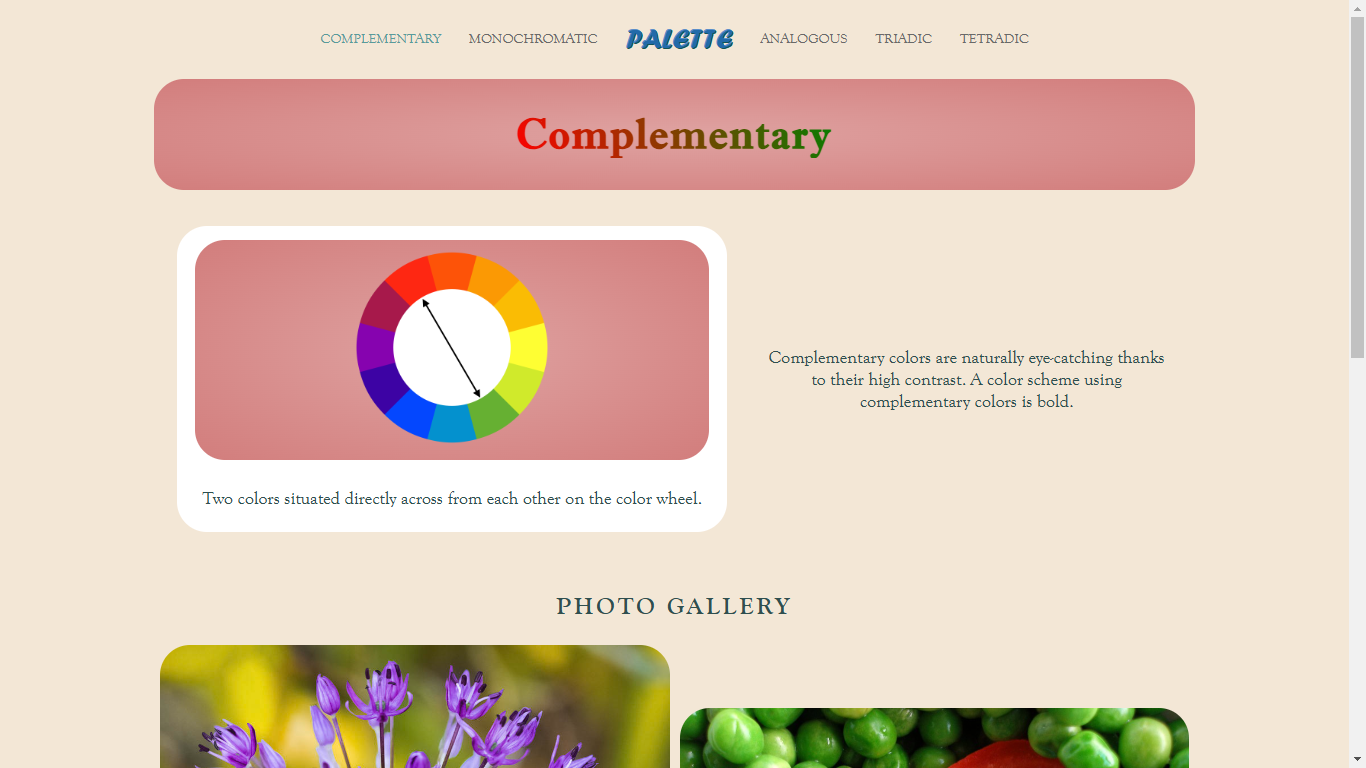 COMPLEMENTARY MONOCHROMATIC PALETTE ANALOGOUS TRIADIC TETRADIC
Complementary
Complementary colors are naturally eye-catching thanks
to their high contrast. A color scheme using
complementary colors is bold.
Two colors situated directly across from each other on the color wheel.
PHOTO GALLERY